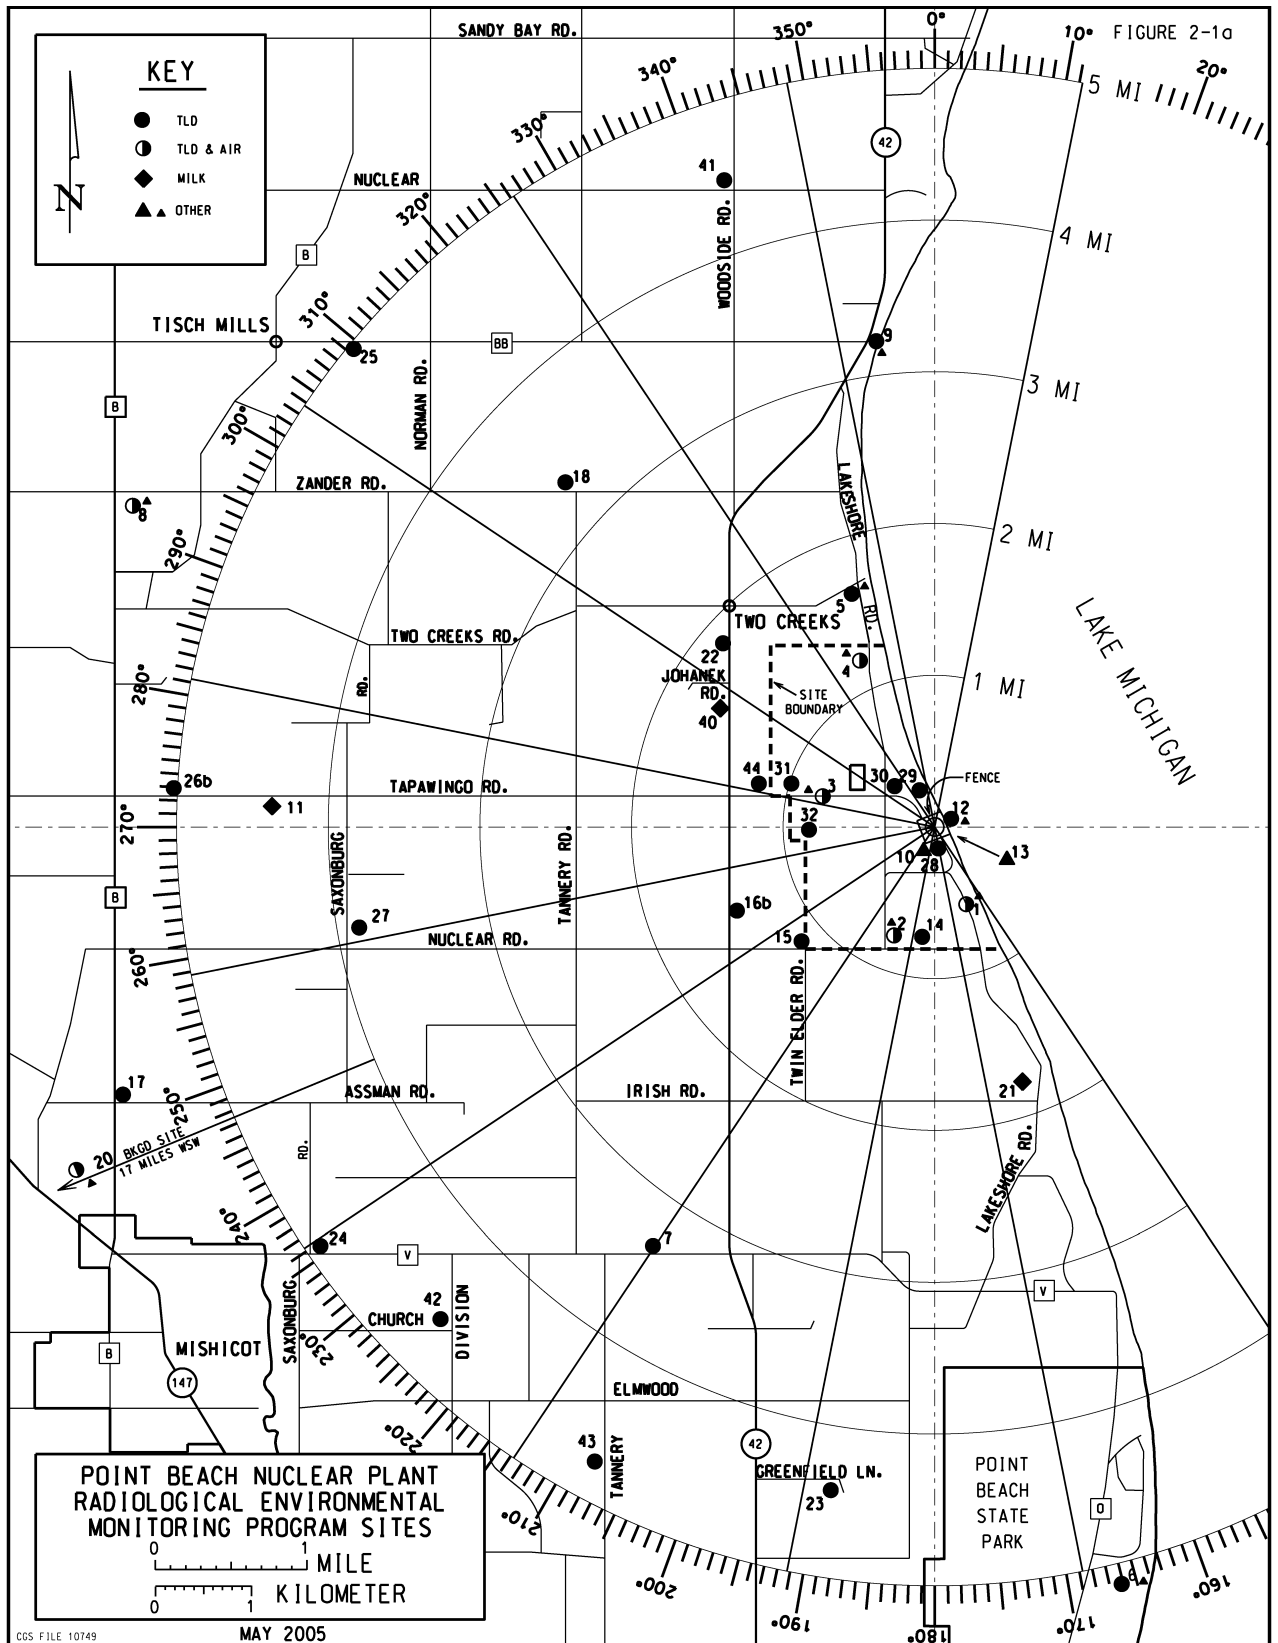 FIGURE 2-1a
KEY
TLD
TLD & AIR
MILK
OTHER
N
SANDY BAY RD.
340°
350°
0°
10°
20°
5 MI
330°
320°
310°
300°
290°
280°
270°
260°
250°
240°
230°
220°
210°
200°
190°
180°
170°
160°
42
NUCLEAR
41
WOODSIDE RD.
4 MI
B
TISCH MILLS
BB
9
25
NORMAN RD.
3 MI
B
ZANDER RD.
18
8
LAKESHORE
RD.
2 MI
5
TWO CREEKS
TWO CREEKS RD.
22
4
JOHANEK
RD.
40
SITE
BOUNDARY
1 MI
LAKE MICHIGAN
RD.
26b
11
TAPAWINGO RD.
44
31
3
30
29
FENCE
12
32
10
28
13
SAXONBURG
TANNERY RD.
B
27
16b
1
2
14
15
NUCLEAR RD.
TWIN ELDER RD.
17
ASSMAN RD.
IRISH RD.
21
20
BKGD SITE
17 MILES WSW
RD.
LAKESHORE RD.
24
V
7
V
42
CHURCH
DIVISION
SAXONBURG
MISHICOT
B
147
ELMWOOD
43
TANNERY
42
GREENFIELD LN.
23
POINT
BEACH
STATE
PARK
O
6
POINT BEACH NUCLEAR PLANT
RADIOLOGICAL ENVIRONMENTAL
MONITORING PROGRAM SITES
0 1
MILE
KILOMETER
0 1
CGS FILE 10749
MAY 2005